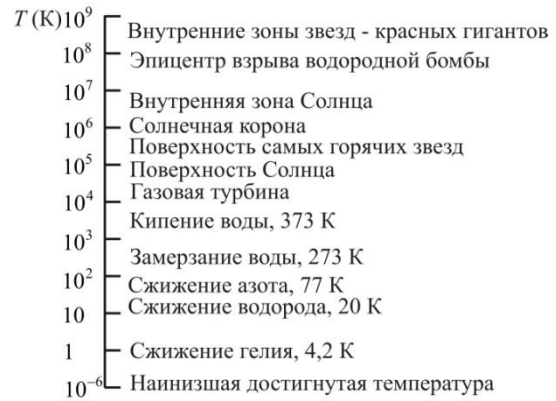 T (К)10⁹
Внутренние зоны звезд - красных гигантов
10⁸
Эпицентр взрыва водородной бомбы
10⁷
Внутренняя зона Солнца
10⁶
Солнечная корона
Поверхность самых горячих звезд
10⁵
Поверхность Солнца
Газовая турбина
10⁴
Кипение воды, 373 К
10³
Замерзание воды, 273 К
10²
Сжижение азота, 77 К
Сжижение водорода, 20 К
10
1
Сжижение гелия, 4,2 К
10⁻⁶
Наинизшая достигнутая температура